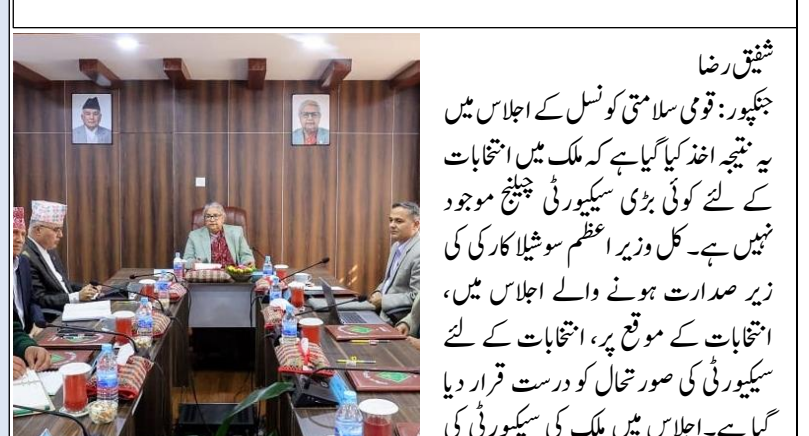 شفیق رضا
جنکپور: قومی سلامتی کونسل کے اجلاس میں
یہ نتیجہ اخذ کیا گیا ہے کہ ملک میں انتخابات
کے لئے کوئی بڑی سیکیورٹی چیلنج موجود
نہیں ہے۔ کل وزیر اعظم سوشیلا کارکی کی
زیر صدارت ہونے والے اجلاس میں،
انتخابات کے موقع پر، انتخابات کے لئے
سیکیورٹی کی صورتحال کو درست قرار دیا
گیا ہے۔اجلاس میں ملک کی سیکیورٹی کی